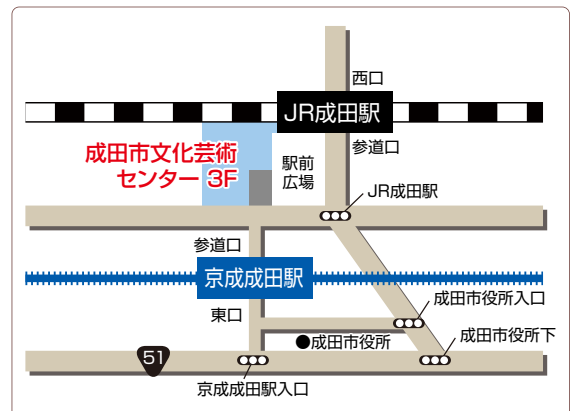 西口
JR成田駅
参道口
成田市文化芸術
センター 3F
駅前
広場
JR成田駅
参道口
京成成田駅
東口
成田市役所入口
●成田市役所
成田市役所下
51
京成成田駅入口